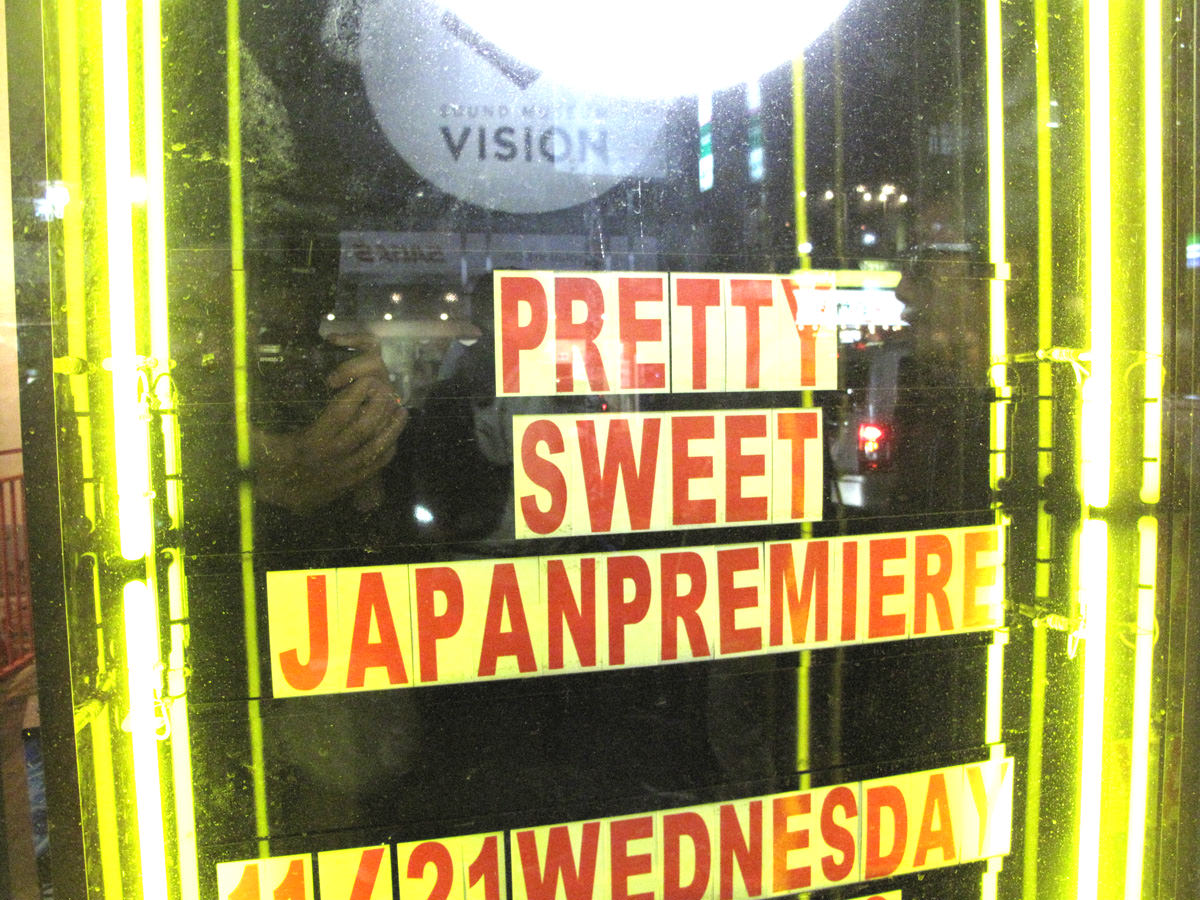 SOUND MUSEUM
VISION
PRETTY
SWEET
JAPANPREMIERE
11/21WEDNESDAY